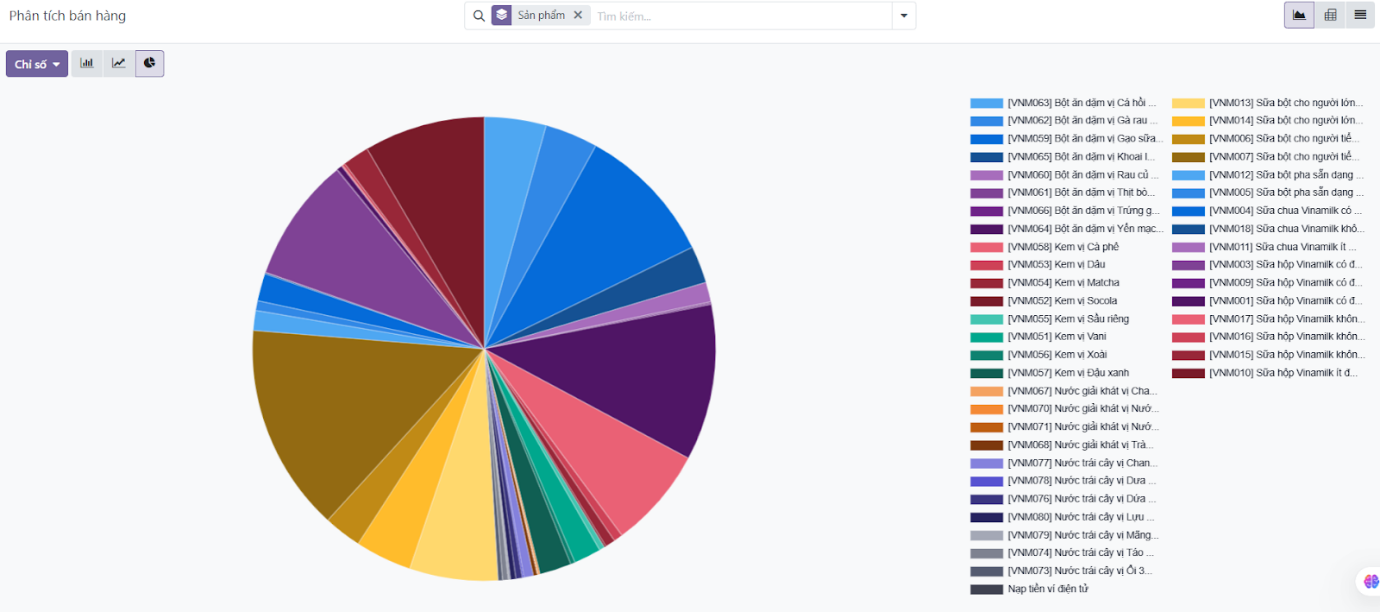 Phân tích bán hàng
Sản phẩm
Tìm kiếm...
Chỉ số
[VNM063] Bột ăn dặm vị Cá hồi ...
[VNM062] Bột ăn dặm vị Gà rau ...
[VNM059] Bột ăn dặm vị Gạo sữa...
[VNM065] Bột ăn dặm vị Khoai l...
[VNM060] Bột ăn dặm vị Rau củ ...
[VNM061] Bột ăn dặm vị Thịt bò...
[VNM066] Bột ăn dặm vị Trứng g...
[VNM064] Bột ăn dặm vị Yến mạc...
[VNM058] Kem vị Cà phê
[VNM053] Kem vị Dâu
[VNM054] Kem vị Matcha
[VNM052] Kem vị Socola
[VNM055] Kem vị Sầu riêng
[VNM051] Kem vị Vani
[VNM056] Kem vị Xoài
[VNM057] Kem vị Đậu xanh
[VNM067] Nước giải khát vị Cha...
[VNM070] Nước giải khát vị Nướ...
[VNM071] Nước giải khát vị Nướ...
[VNM068] Nước giải khát vị Trà...
[VNM077] Nước trái cây vị Chan...
[VNM078] Nước trái cây vị Dưa ...
[VNM076] Nước trái cây vị Dứa ...
[VNM080] Nước trái cây vị Lựu ...
[VNM079] Nước trái cây vị Mãng...
[VNM074] Nước trái cây vị Táo ...
[VNM073] Nước trái cây vị Ổi 3...
Nạp tiền ví điện tử
[VNM013] Sữa bột cho người lớn...
[VNM014] Sữa bột cho người lớn...
[VNM006] Sữa bột cho người tiể...
[VNM007] Sữa bột cho người tiể...
[VNM012] Sữa bột pha sẵn dạng ...
[VNM005] Sữa bột pha sẵn dạng ...
[VNM004] Sữa chua Vinamilk có ...
[VNM018] Sữa chua Vinamilk khô...
[VNM011] Sữa chua Vinamilk ít ...
[VNM003] Sữa hộp Vinamilk có đ...
[VNM009] Sữa hộp Vinamilk có đ...
[VNM001] Sữa hộp Vinamilk có đ...
[VNM017] Sữa hộp Vinamilk khôn...
[VNM016] Sữa hộp Vinamilk khôn...
[VNM015] Sữa hộp Vinamilk khôn...
[VNM010] Sữa hộp Vinamilk ít đ...